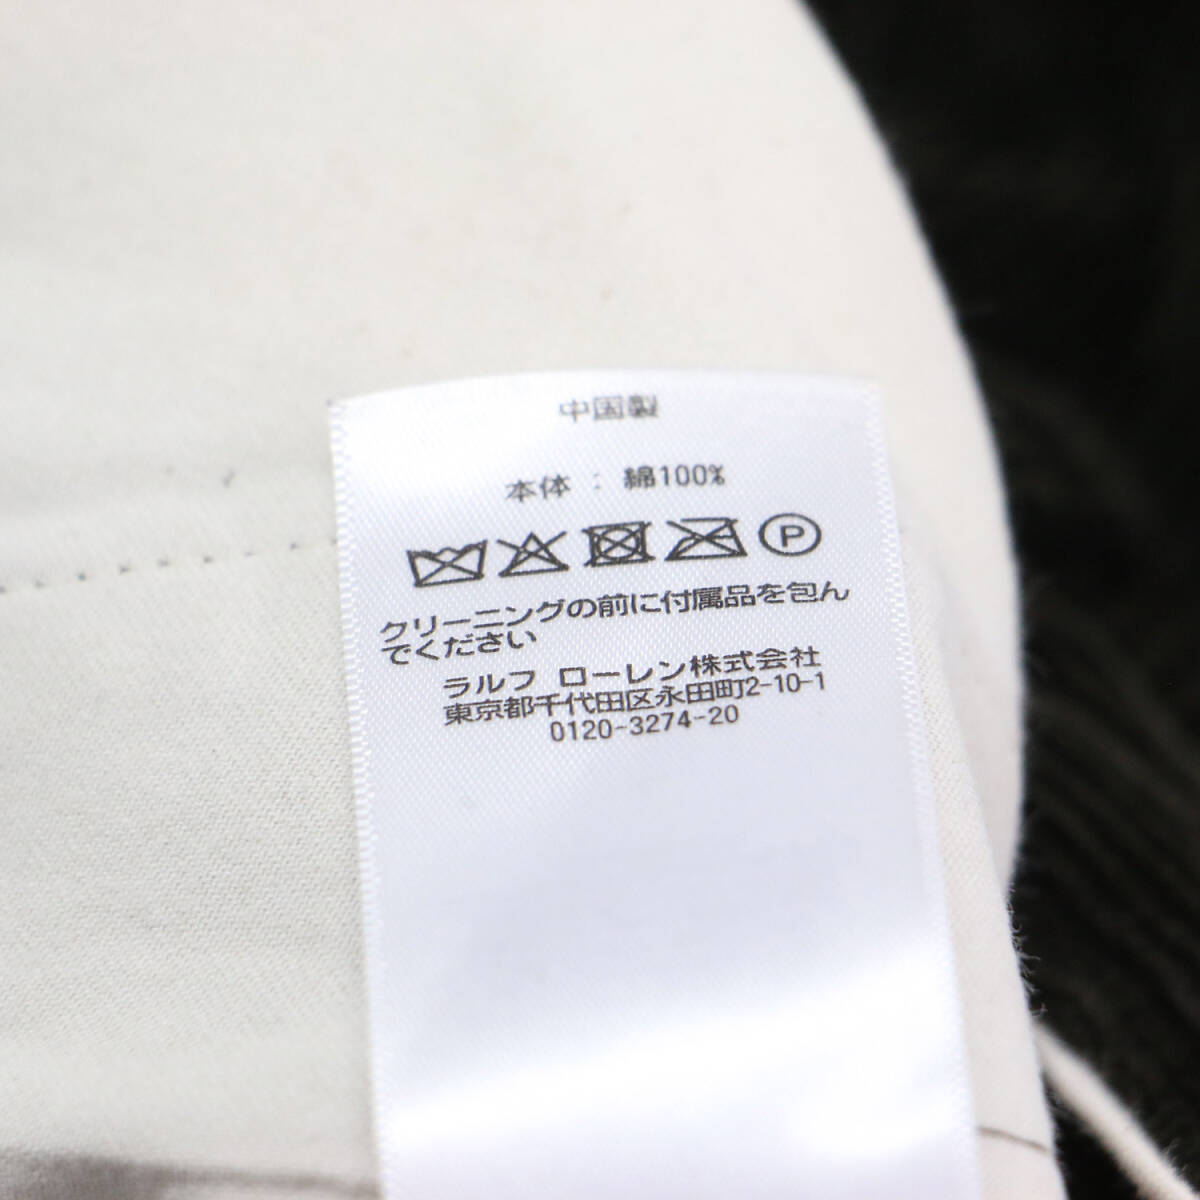 中国製
本体 : 綿100%
P
クリーニングの前に付属品を包ん
でください
ラルフ ローレン株式会社
東京都千代田区永田町2-10-1
0120-3274-20